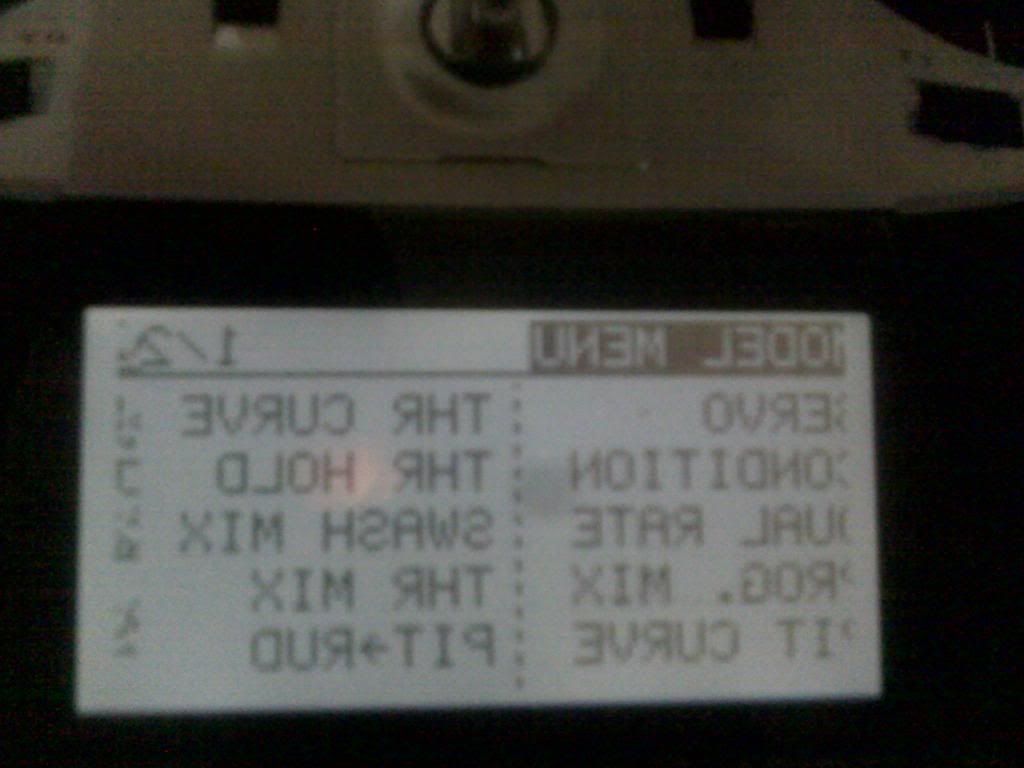 MODEL MENU 1/2
SERVO THR CURVE
CONDITION THR HOLD
DUAL RATE SWASH MIX
PROG. MIX THR MIX
PIT CURVE PIT→RUD